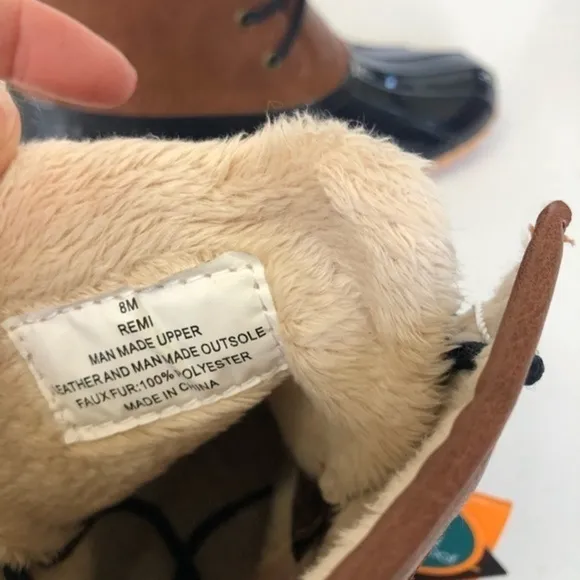 8M
REMI
MAN MADE UPPER
LEATHER AND MAN MADE OUTSOLE
FAUX FUR:100% POLYESTER
MADE IN CHINA